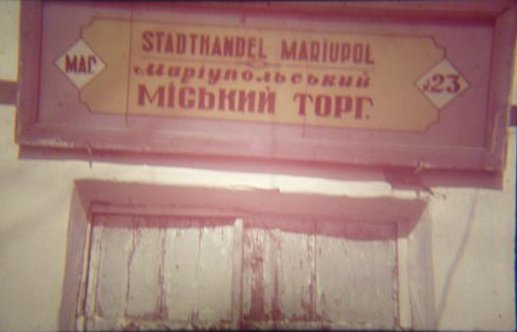 STADTHANDEL MARIUPOL
МАГ.
Маріупольський
№23
МІСЬКИЙ ТОРГ.